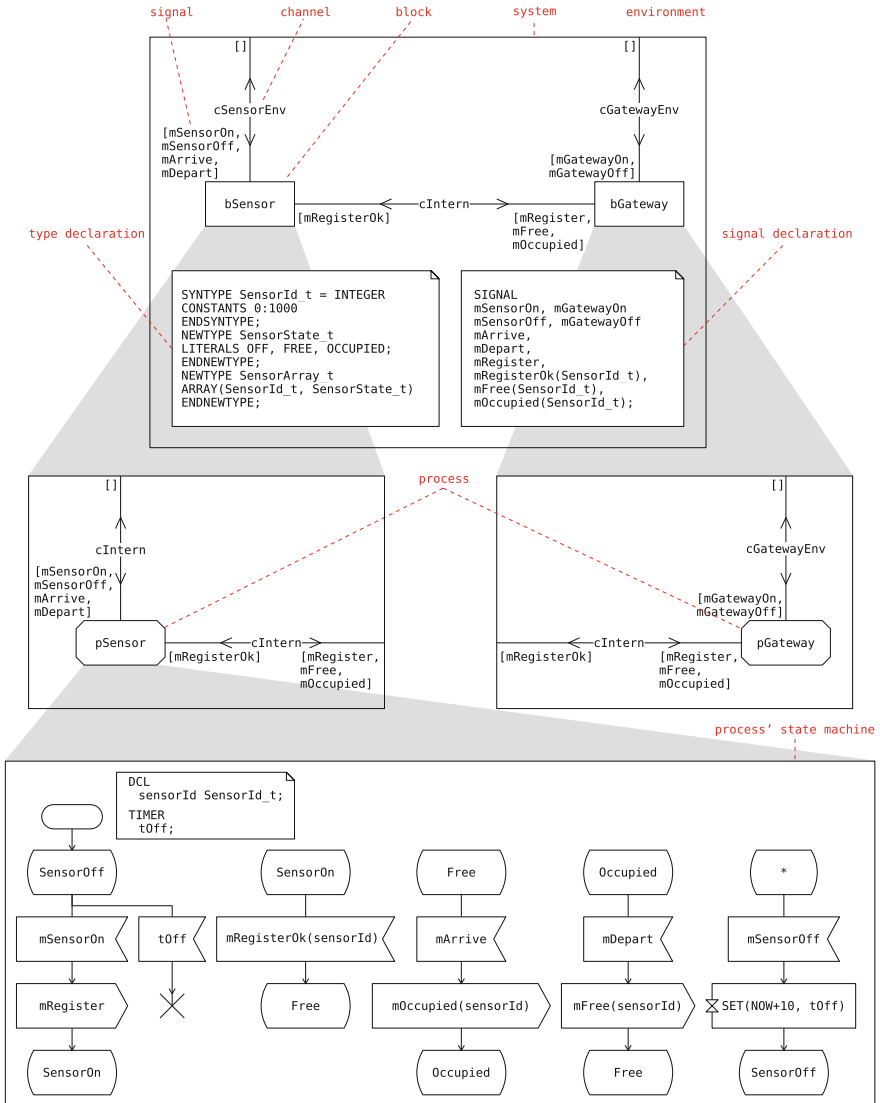 signal channel block system environment
[] []
cSensorEnv cGatewayEnv
[mSensorOn,
mSensorOff,
mArrive,
mDepart]
[mGatewayOn,
mGatewayOff]
bSensor cIntern bGateway
[mRegisterOk]
[mRegister,
mFree,
mOccupied]
type declaration signal declaration
SYNTYPE SensorId_t = INTEGER
CONSTANTS 0:1000
ENDSYNTYPE;
NEWTYPE SensorState_t
LITERALS OFF, FREE, OCCUPIED;
ENDNEWTYPE;
NEWTYPE SensorArray_t
ARRAY(SensorId_t, SensorState_t)
ENDNEWTYPE;
SIGNAL
mSensorOn, mGatewayOn
mSensorOff, mGatewayOff
mArrive,
mDepart,
mRegister,
mRegisterOk(SensorId_t),
mFree(SensorId_t),
mOccupied(SensorId_t);
process
[]
cIntern
[mSensorOn,
mSensorOff,
mArrive,
mDepart]
pSensor cIntern
[mRegisterOk]
[mRegister,
mFree,
mOccupied]
[]
cGatewayEnv
[mGatewayOn,
mGatewayOff]
cIntern pGateway
[mRegisterOk]
[mRegister,
mFree,
mOccupied]
process’ state machine
DCL
sensorId SensorId_t;
TIMER
tOff;
SensorOff SensorOn Free Occupied *
mSensorOn tOff mRegisterOk(sensorId) mArrive mDepart mSensorOff
mRegister Free mOccupied(sensorId) mFree(sensorId) SET(NOW+10, tOff)
SensorOn Occupied Free SensorOff